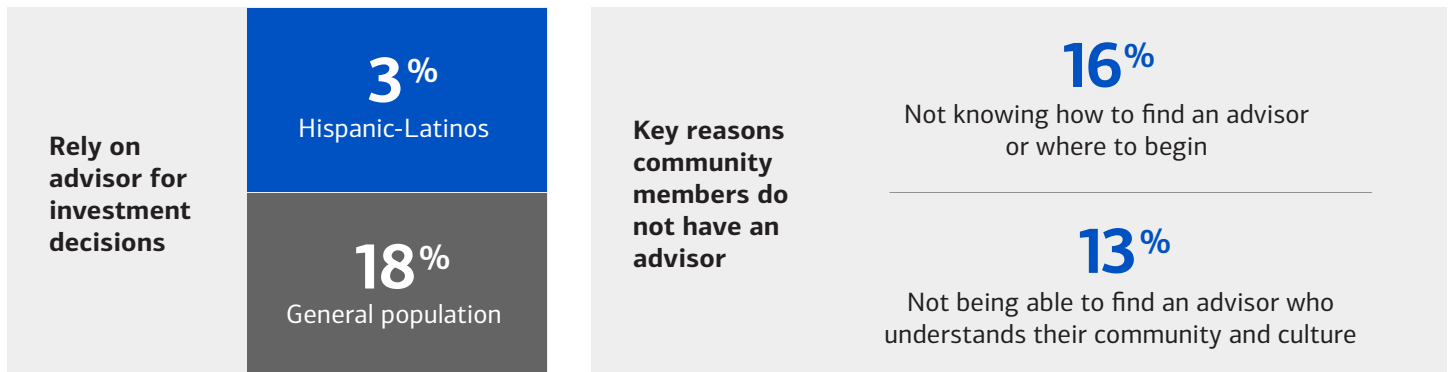 Rely on
advisor for
investment
decisions
3%
Hispanic-Latinos
18%
General population
Key reasons
community
members do
not have an
advisor
16%
Not knowing how to find an advisor
or where to begin
13%
Not being able to find an advisor who
understands their community and culture